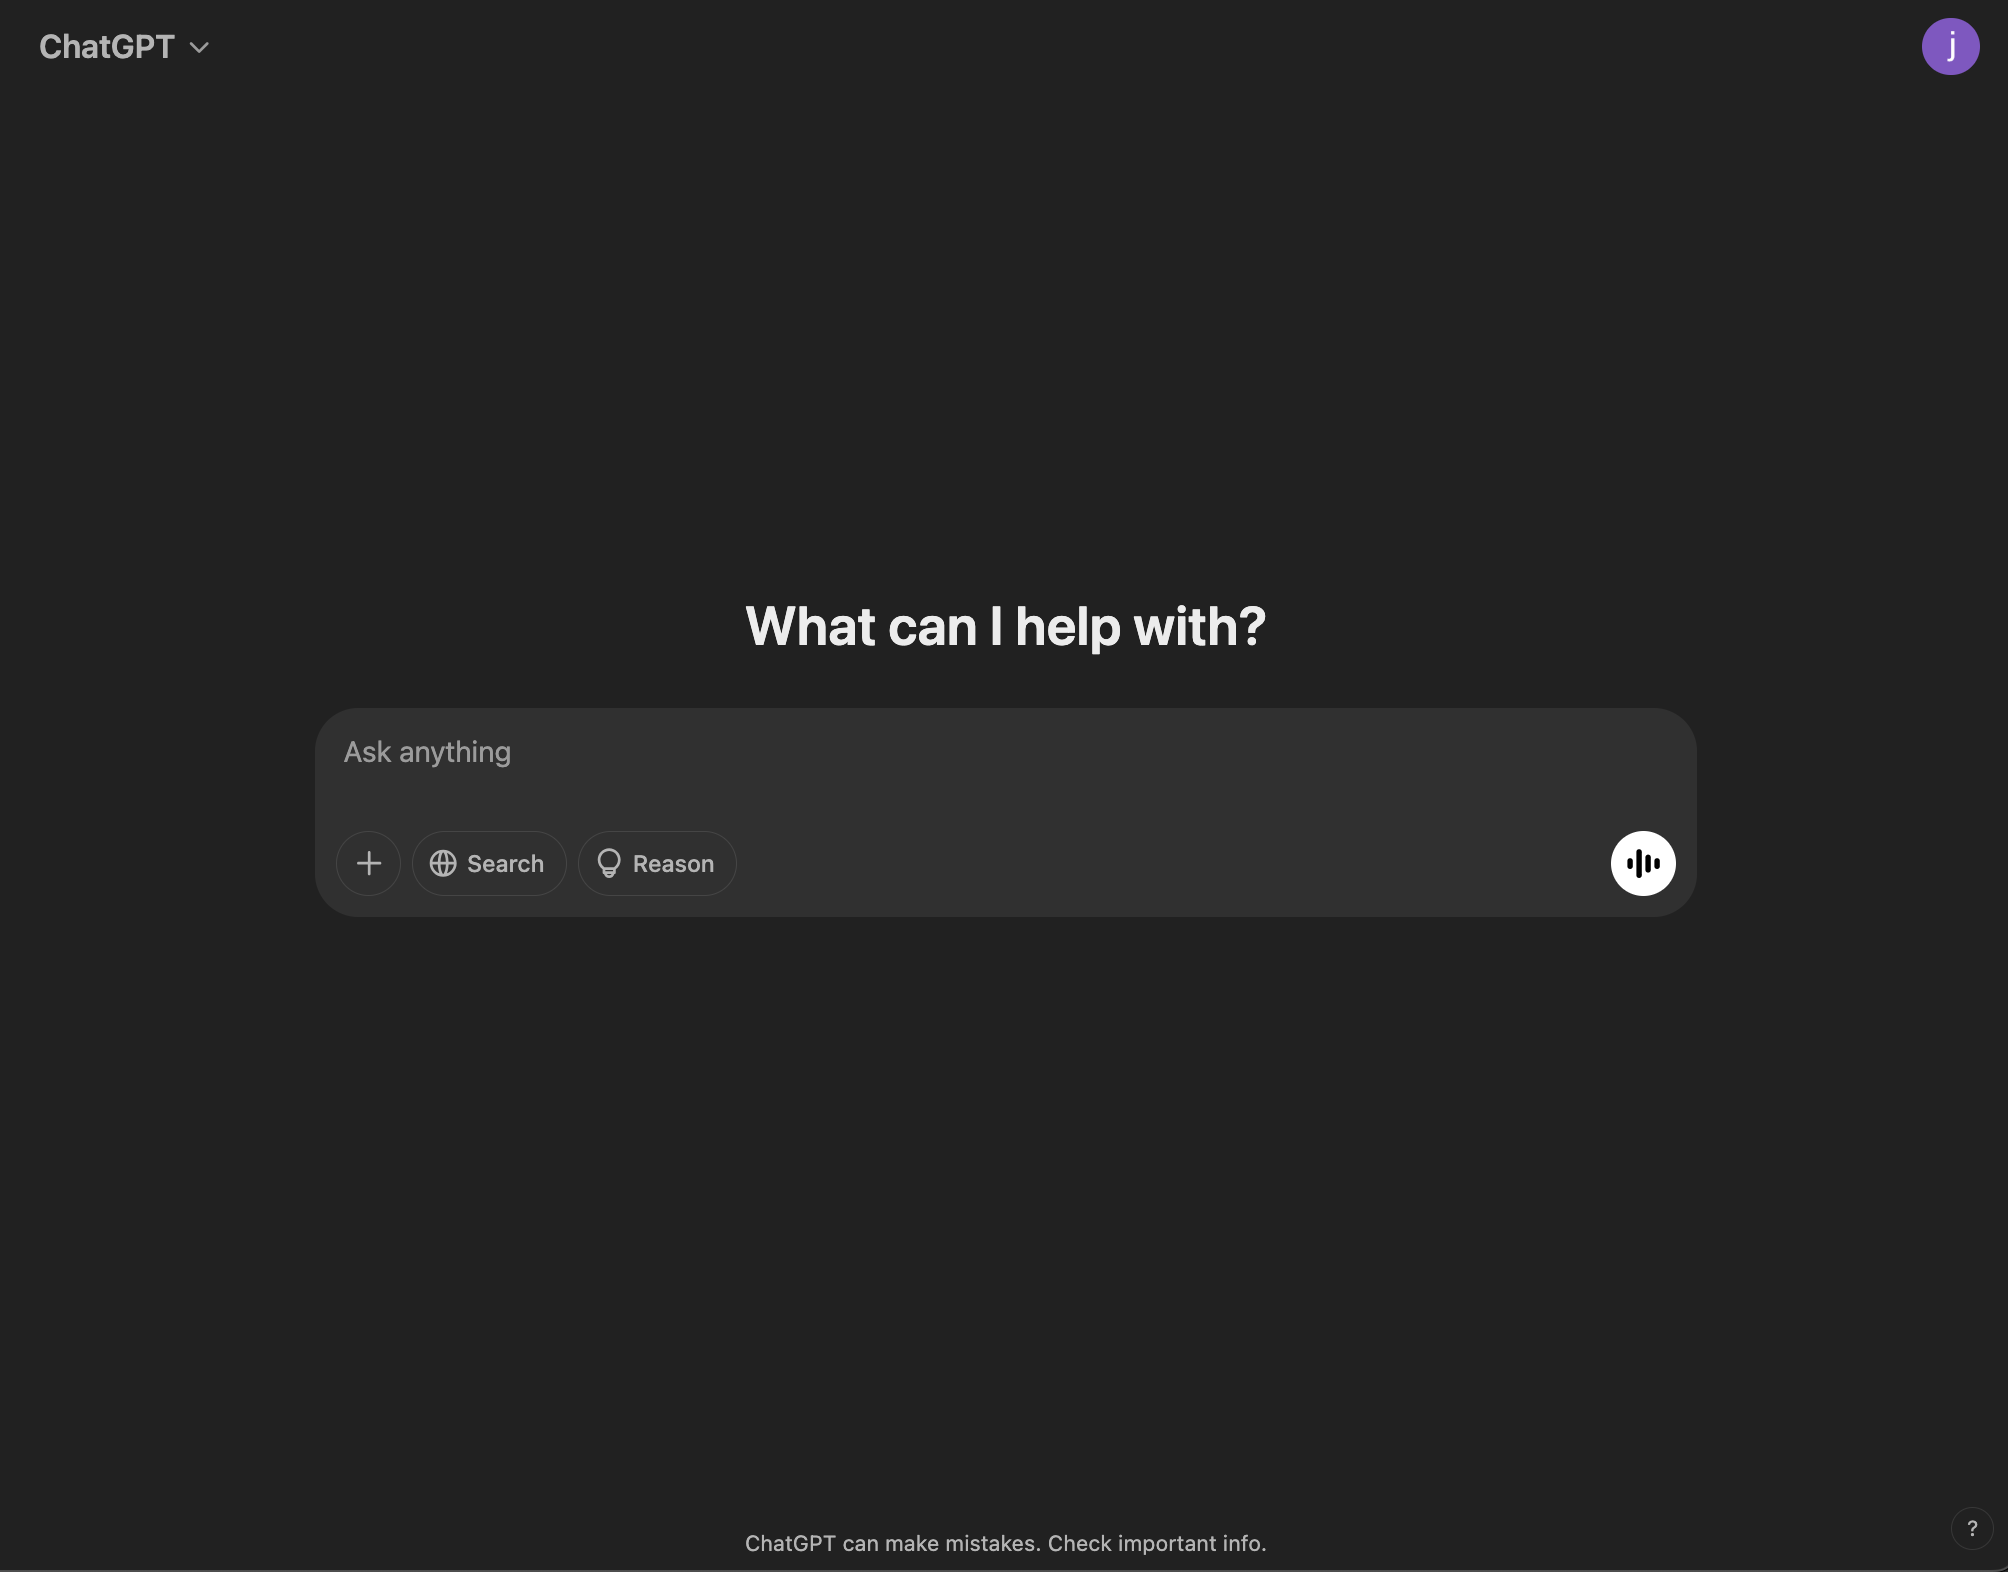 ChatGPT
j
What can I help with?
Ask anything
Search
Reason
ChatGPT can make mistakes. Check important info.
?